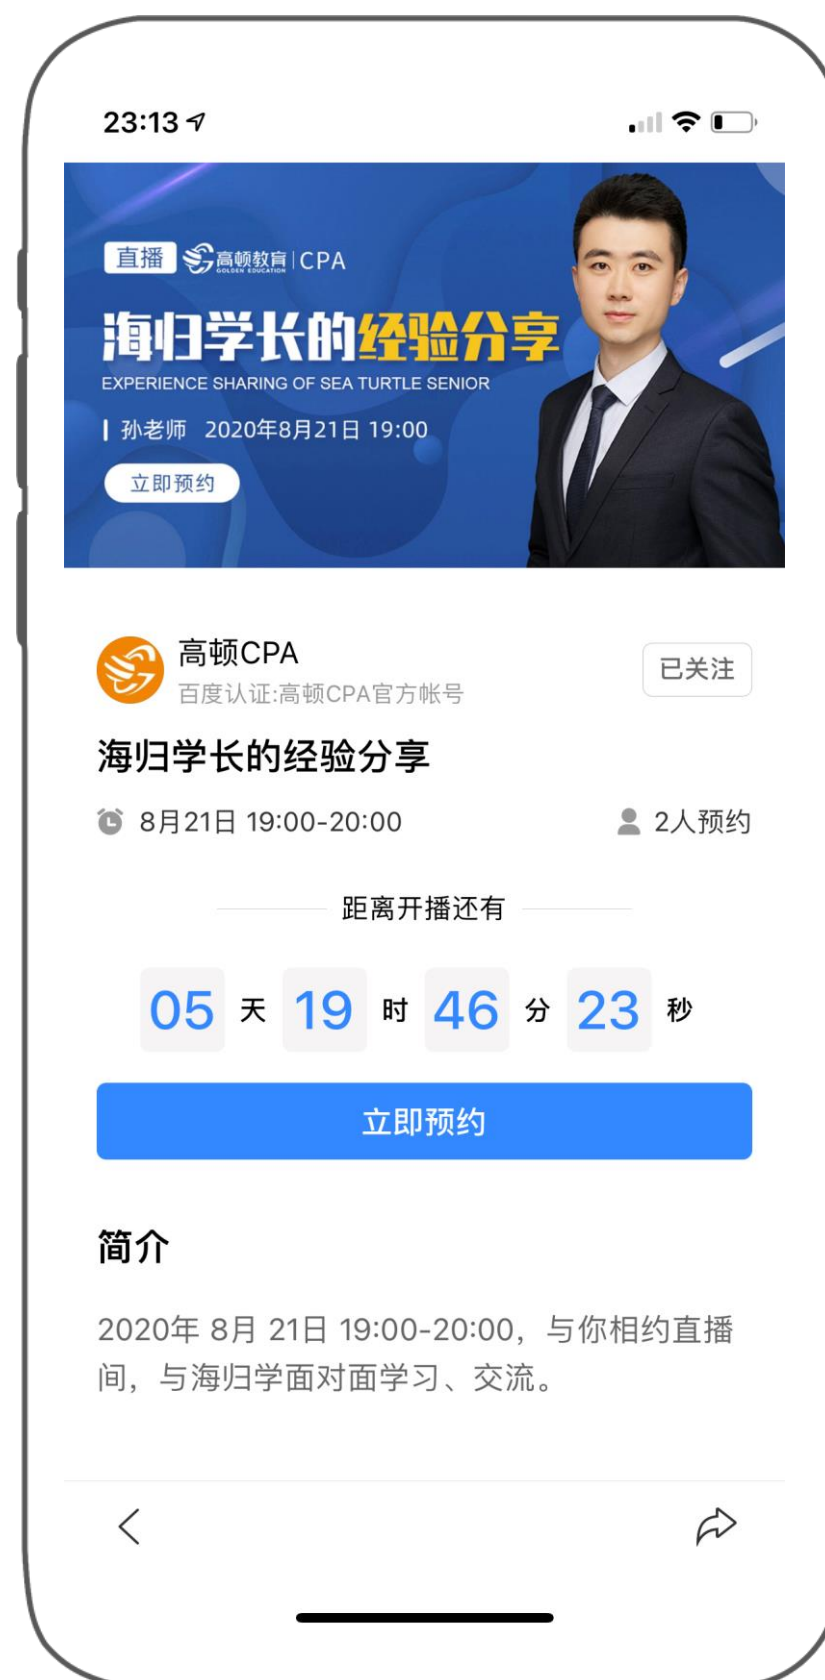 23:13
直播 高顿教育 CPA
GOLDEN EDUCATION
海归学长的经验分享
EXPERIENCE SHARING OF SEA TURTLE SENIOR
孙老师 2020年8月21日 19:00
立即预约
高顿CPA
已关注
百度认证:高顿CPA官方帐号
海归学长的经验分享
8月21日 19:00-20:00
2人预约
距离开播还有
05 天 19 时 46 分 23 秒
立即预约
简介
2020年 8月 21日 19:00-20:00，与你相约直播
间，与海归学面对面学习、交流。